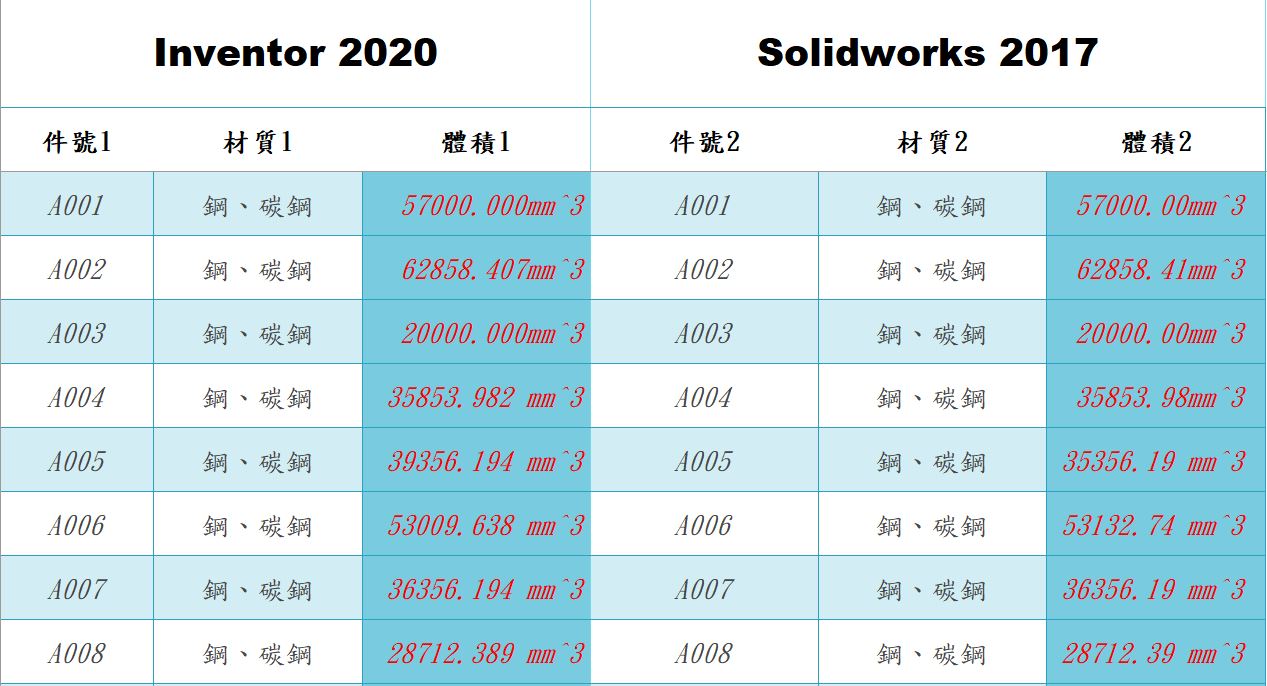 Inventor 2020 Solidworks 2017
件號1 材質1 體積1 件號2 材質2 體積2
A001 鋼、碳鋼 57000.000mm^3 A001 鋼、碳鋼 57000.00mm^3
A002 鋼、碳鋼 62858.407mm^3 A002 鋼、碳鋼 62858.41mm^3
A003 鋼、碳鋼 20000.000mm^3 A003 鋼、碳鋼 20000.00mm^3
A004 鋼、碳鋼 35853.982 mm^3 A004 鋼、碳鋼 35853.98mm^3
A005 鋼、碳鋼 39356.194 mm^3 A005 鋼、碳鋼 35356.19 mm^3
A006 鋼、碳鋼 53009.638 mm^3 A006 鋼、碳鋼 53132.74 mm^3
A007 鋼、碳鋼 36356.194 mm^3 A007 鋼、碳鋼 36356.19 mm^3
A008 鋼、碳鋼 28712.389 mm^3 A008 鋼、碳鋼 28712.39 mm^3